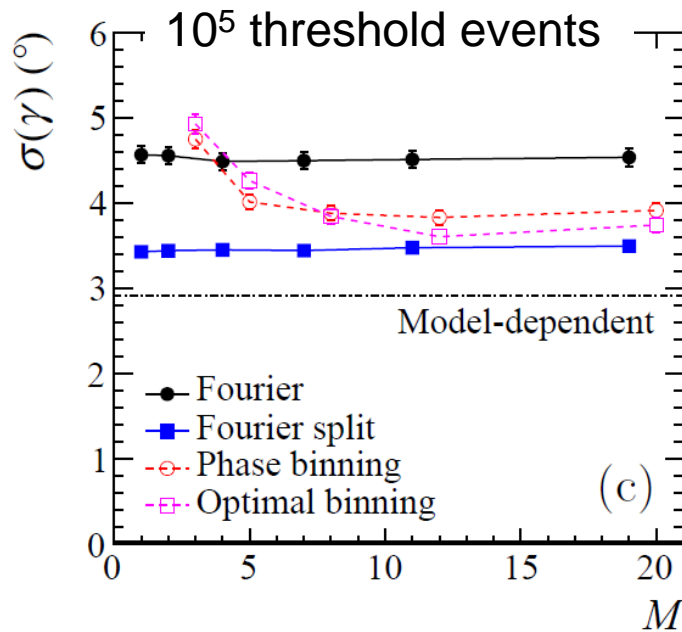 10⁵ threshold events
σ(γ) (°)
6
5
4
3
2
1
0
Model-dependent
Fourier
Fourier split
Phase binning
Optimal binning
(c)
0 5 10 15 20
M